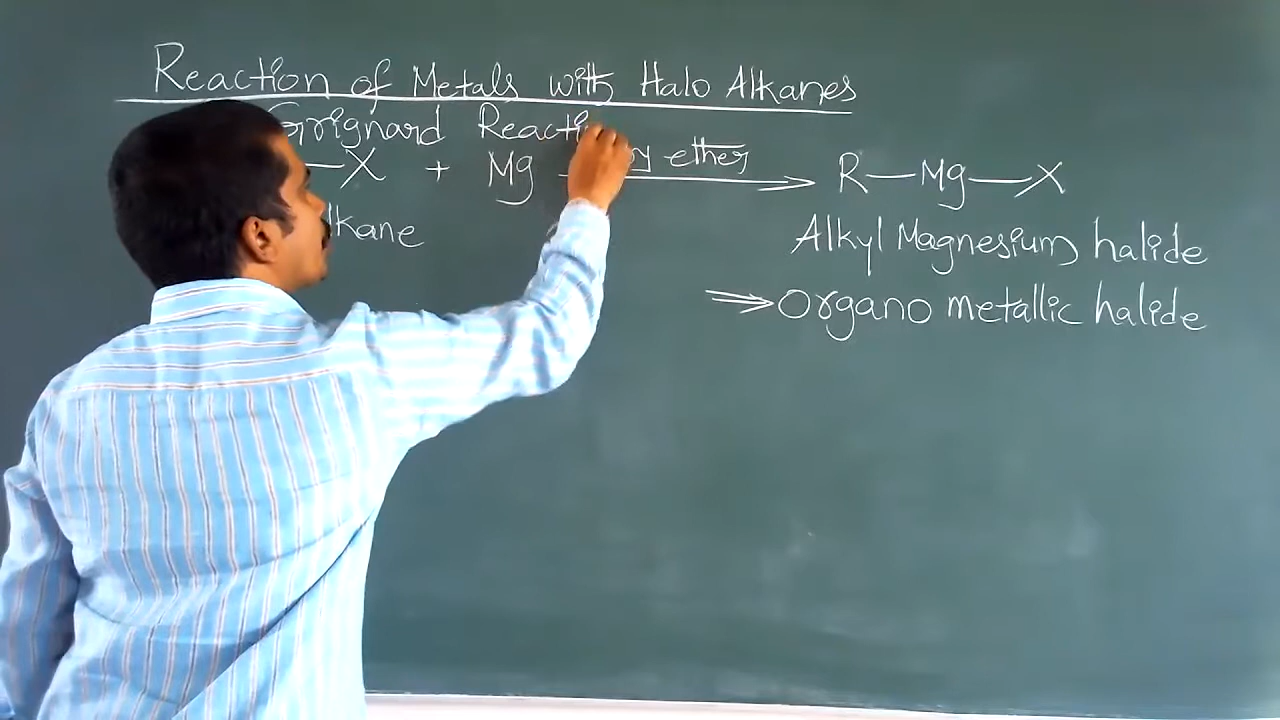 Reaction of Metals with Halo Alkanes
Grignard Reacti
—X + Mg y ether → R—Mg—X
lkane Alkyl Magnesium halide
⇒ Organo metallic halide